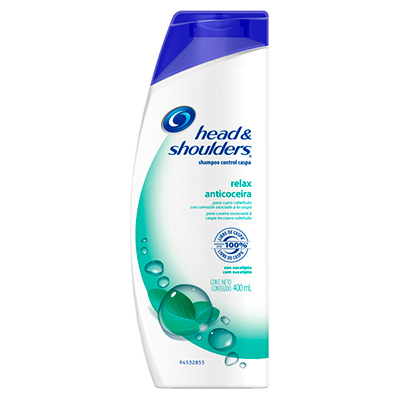 head&
shoulders®
shampoo control caspa
relax
anticoceira
para cuero cabelludo
con comezón asociada a la caspa
para coceira associada à
caspa no couro cabeludo
LIBRE DE CASPA
100%
LIVRE DE CASPA
con eucalipto
com eucalipto
CONT. NETO
CONTEÚDO 400 mL
94532855